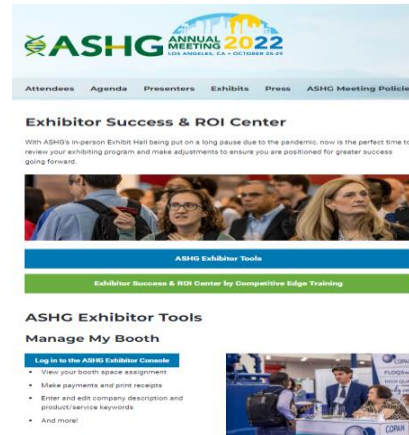 ASHG ANNUAL MEETING 2022
LOS ANGELES, CA • OCTOBER 25-29
Attendees Agenda Presenters Exhibits Press ASHG Meeting Policie
Exhibitor Success & ROI Center
With ASHG's in-person Exhibit Hall being put on a long pause due to the pandemic, now is the perfect time to
review your exhibiting program and make adjustments to ensure you are positioned for greater success
going forward.
ASHG Exhibitor Tools
Exhibitor Success & ROI Center by Competitive Edge Training
ASHG Exhibitor Tools
Manage My Booth
Log in to the ASHG Exhibitor Console
• View your booth space assignment
• Make payments and print receipts
• Enter and edit company description and
product/service keywords
• And more!
COPAN
FLOQSw
COPAN